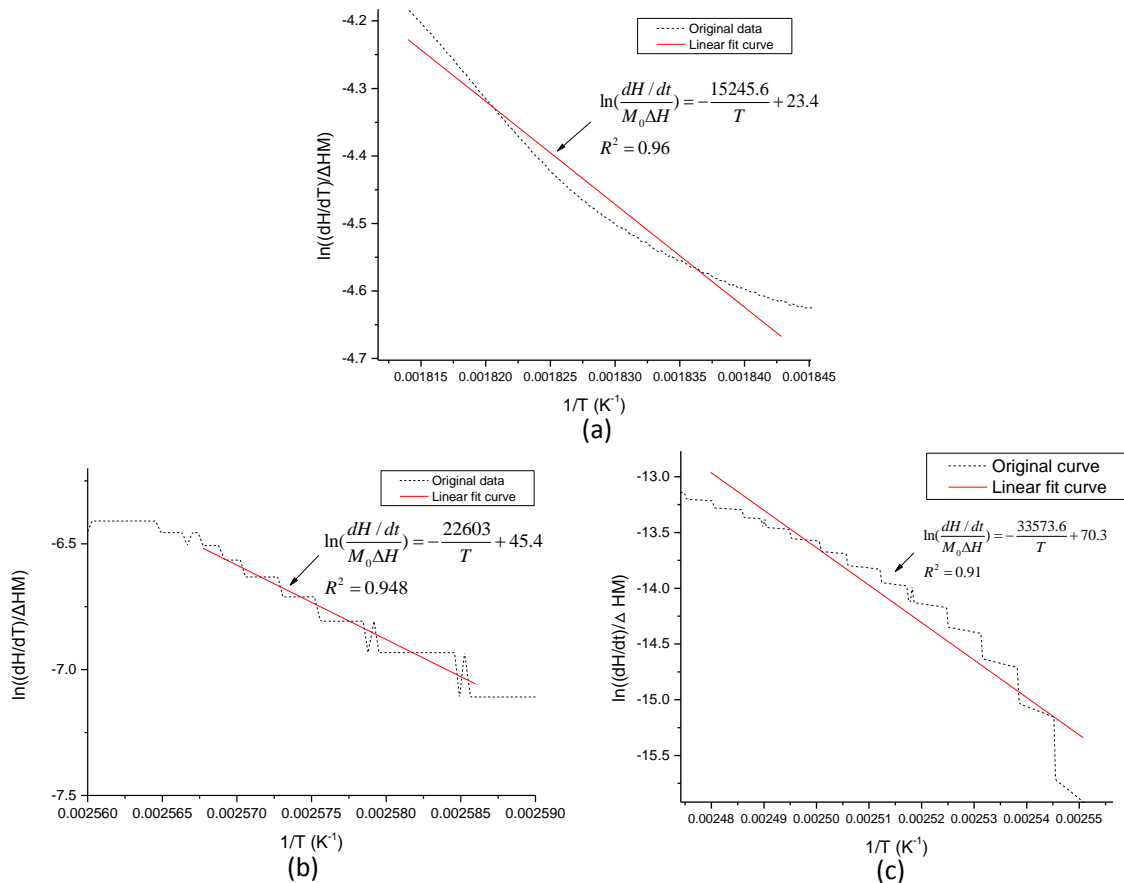 -4.2
-4.3
-4.4
-4.5
-4.6
-4.7
ln((dH/dT)/ΔHM)
Original data
Linear fit curve
ln(dH/dt / M₀ΔH) = −15245.6/T + 23.4
R² = 0.96
0.001815 0.001820 0.001825 0.001830 0.001835 0.001840 0.001845
1/T (K⁻¹)
(a)
-6.5
-7.0
-7.5
ln((dH/dT)/ΔHM)
Original data
Linear fit curve
ln(dH/dt / M₀ΔH) = −22603/T + 45.4
R² = 0.948
0.002560 0.002565 0.002570 0.002575 0.002580 0.002585 0.002590
1/T (K⁻¹)
(b)
-13.0
-13.5
-14.0
-14.5
-15.0
-15.5
ln((dH/dt)/Δ HM)
Original curve
Linear fit curve
ln(dH/dt / M₀ΔH) = −33573.6/T + 70.3
R² = 0.91
0.00248 0.00249 0.00250 0.00251 0.00252 0.00253 0.00254 0.00255
1/T (K⁻¹)
(c)